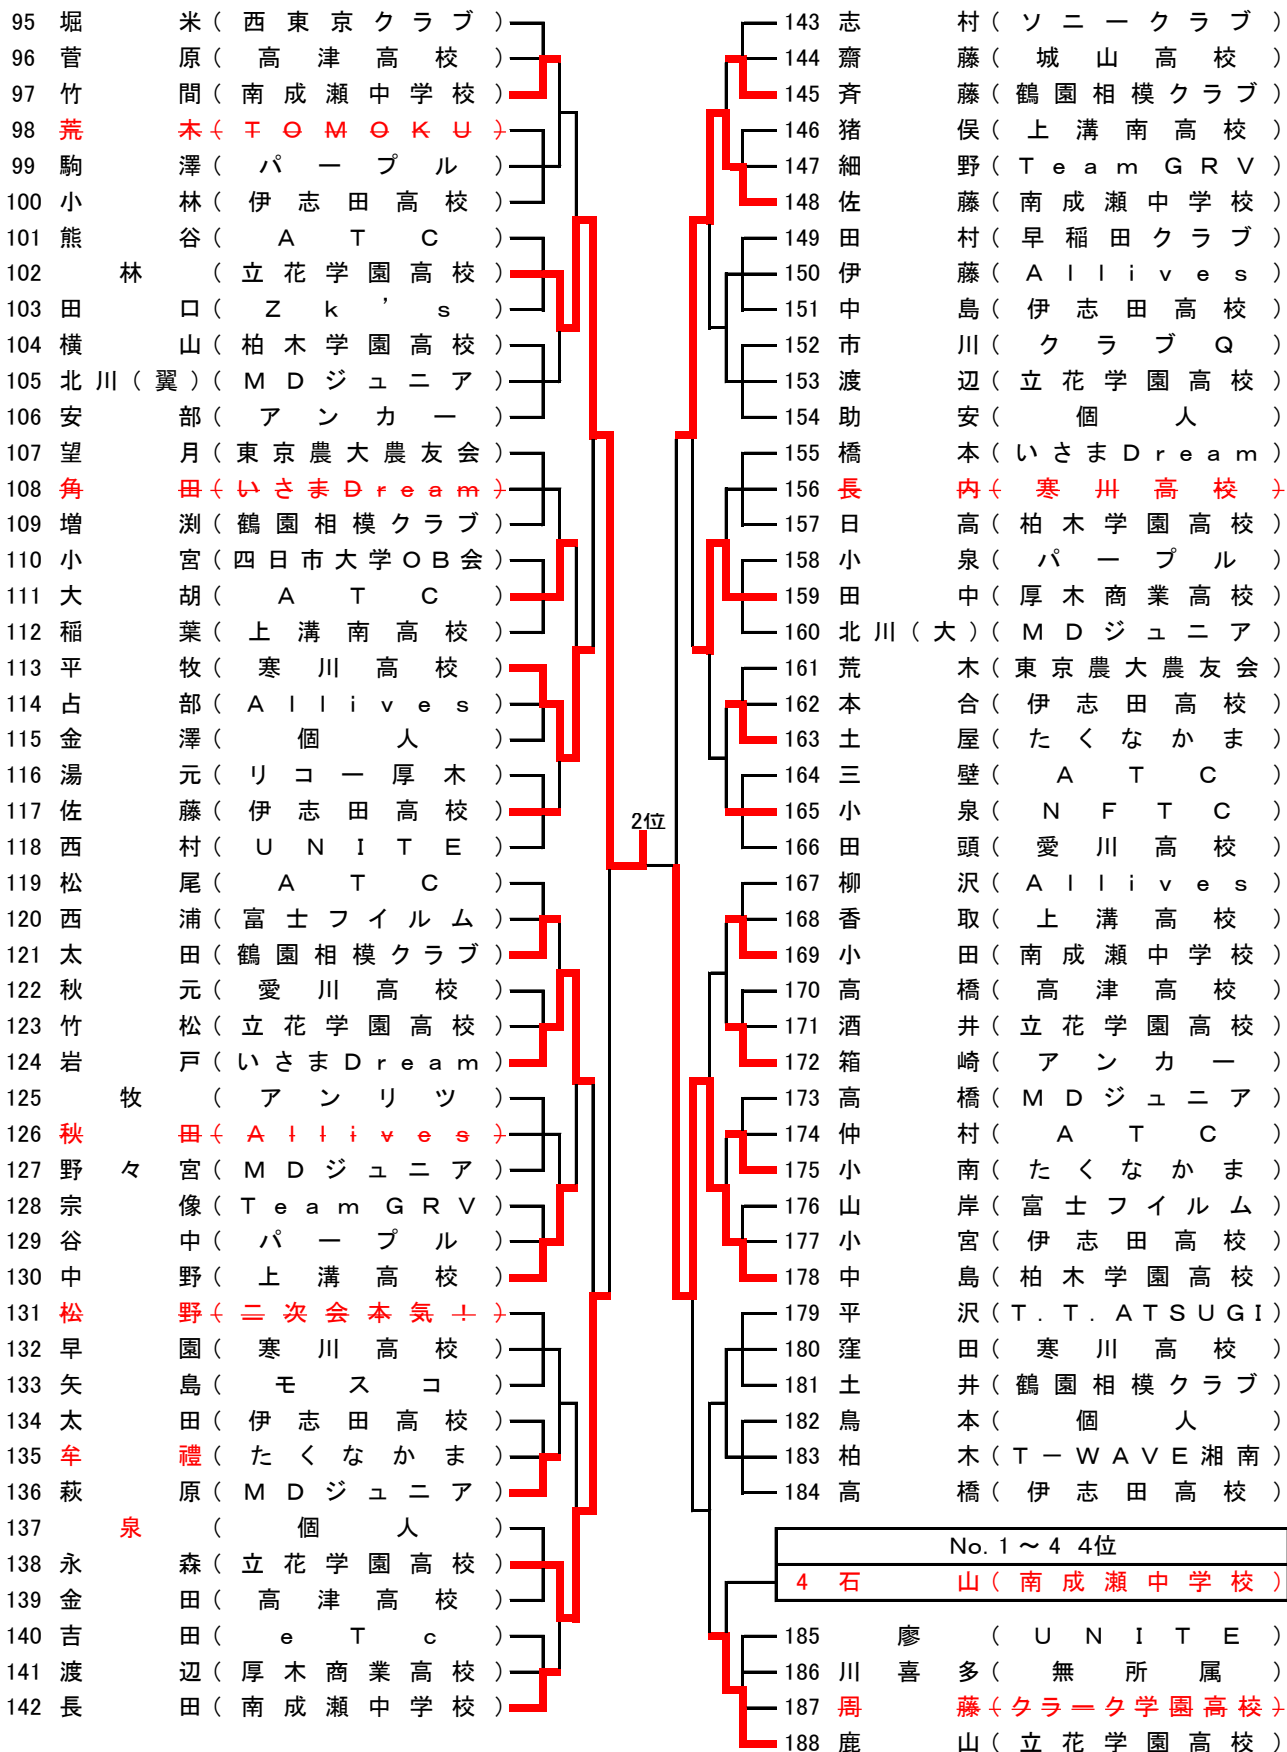 95 堀 米 ( 西東京クラブ )
96 菅 原 ( 高津高校 )
97 竹 間 ( 南成瀬中学校 )
98 荒 木 ( TOMOKU )
99 駒 澤 ( パープル )
100 小 林 ( 伊志田高校 )
101 熊 谷 ( ATC )
102 林 ( 立花学園高校 )
103 田 口 ( Zk's )
104 横 山 ( 柏木学園高校 )
105 北川(翼) ( MDジュニア )
106 安 部 ( アンカー )
107 望 月 ( 東京農大農友会 )
108 角 田 ( いさまDream )
109 増 渕 ( 鶴園相模クラブ )
110 小 宮 ( 四日市大学OB会 )
111 大 胡 ( ATC )
112 稲 葉 ( 上溝南高校 )
113 平 牧 ( 寒川高校 )
114 占 部 ( Allives )
115 金 澤 ( 個人 )
116 湯 元 ( リコー厚木 )
117 佐 藤 ( 伊志田高校 )
118 西 村 ( UNITE )
119 松 尾 ( ATC )
120 西 浦 ( 富士フイルム )
121 太 田 ( 鶴園相模クラブ )
122 秋 元 ( 愛川高校 )
123 竹 松 ( 立花学園高校 )
124 岩 戸 ( いさまDream )
125 牧 ( アンリツ )
126 秋 田 ( Allives )
127 野々宮 ( MDジュニア )
128 宗 像 ( Team GRV )
129 谷 中 ( パープル )
130 中 野 ( 上溝高校 )
131 松 野 ( 二次会本気! )
132 早 園 ( 寒川高校 )
133 矢 島 ( モスコ )
134 太 田 ( 伊志田高校 )
135 牟 禮 ( たくなかま )
136 萩 原 ( MDジュニア )
137 泉 ( 個人 )
138 永 森 ( 立花学園高校 )
139 金 田 ( 高津高校 )
140 吉 田 ( eTc )
141 渡 辺 ( 厚木商業高校 )
142 長 田 ( 南成瀬中学校 )
2位
143 志 村 ( ソニークラブ )
144 齋 藤 ( 城山高校 )
145 斉 藤 ( 鶴園相模クラブ )
146 猪 俣 ( 上溝南高校 )
147 細 野 ( Team GRV )
148 佐 藤 ( 南成瀬中学校 )
149 田 村 ( 早稲田クラブ )
150 伊 藤 ( Allives )
151 中 島 ( 伊志田高校 )
152 市 川 ( クラブQ )
153 渡 辺 ( 立花学園高校 )
154 助 安 ( 個人 )
155 橋 本 ( いさまDream )
156 長 内 ( 寒川高校 )
157 日 高 ( 柏木学園高校 )
158 小 泉 ( パープル )
159 田 中 ( 厚木商業高校 )
160 北川(大) ( MDジュニア )
161 荒 木 ( 東京農大農友会 )
162 本 合 ( 伊志田高校 )
163 土 屋 ( たくなかま )
164 三 壁 ( ATC )
165 小 泉 ( NFTC )
166 田 頭 ( 愛川高校 )
167 柳 沢 ( Allives )
168 香 取 ( 上溝高校 )
169 小 田 ( 南成瀬中学校 )
170 高 橋 ( 高津高校 )
171 酒 井 ( 立花学園高校 )
172 箱 崎 ( アンカー )
173 高 橋 ( MDジュニア )
174 仲 村 ( ATC )
175 小 南 ( たくなかま )
176 山 岸 ( 富士フイルム )
177 小 宮 ( 伊志田高校 )
178 中 島 ( 柏木学園高校 )
179 平 沢 ( T.T.ATSUGI )
180 窪 田 ( 寒川高校 )
181 土 井 ( 鶴園相模クラブ )
182 鳥 本 ( 個人 )
183 柏 木 ( T-WAVE湘南 )
184 高 橋 ( 伊志田高校 )
No.1～4 4位
4 石 山 ( 南成瀬中学校 )
185 廖 ( UNITE )
186 川喜多 ( 無所属 )
187 周 藤 ( クラーク学園高校 )
188 鹿 山 ( 立花学園高校 )